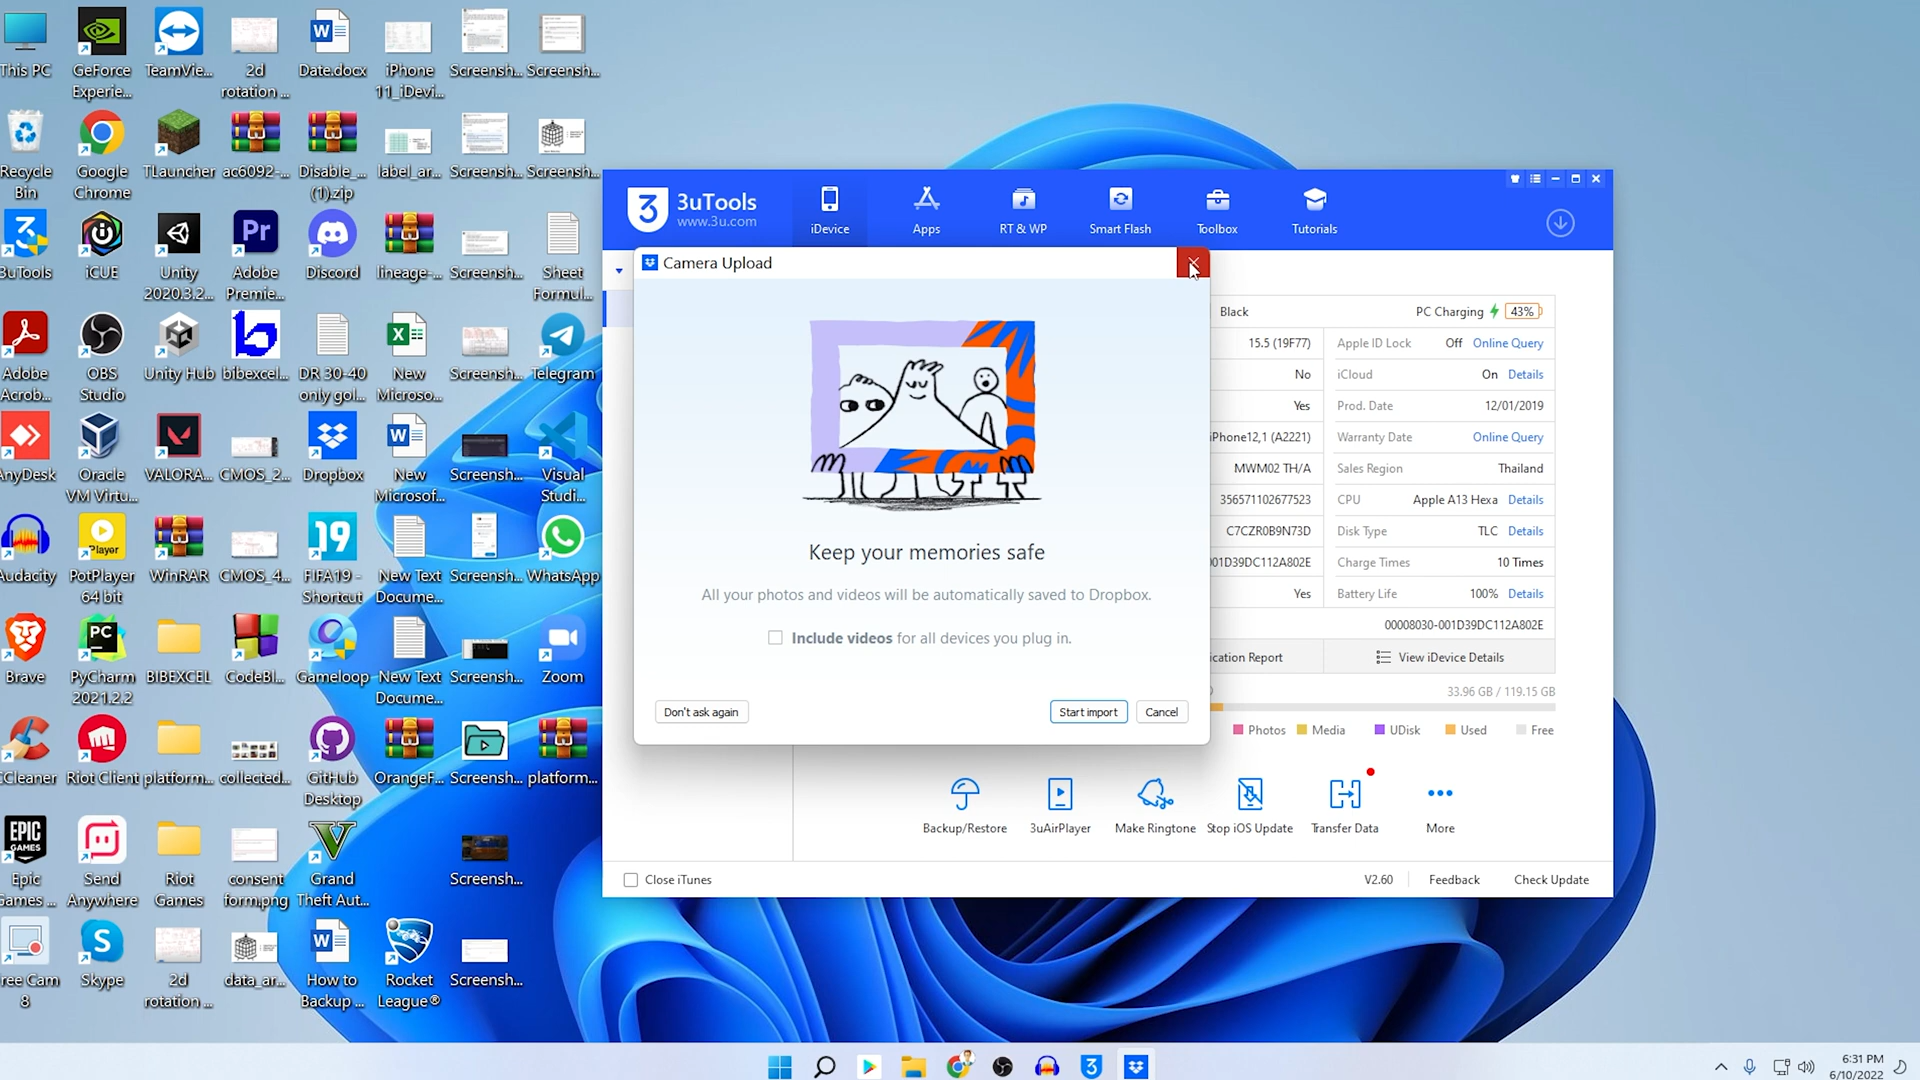 This PC
GeForce
Experie...
TeamVie...
2d
rotation ...
Date.docx
iPhone
11_iDevi...
Screensh...
Screensh...
Recycle
Bin
Google
Chrome
TLauncher
ac6092-...
Disable_...
(1).zip
label_ar...
Screensh...
Screensh...
3uTools
iCUE
Unity
2020.3.2...
Adobe
Premie...
Discord
lineage-...
Screensh...
Sheet
Formul...
Adobe
Acrob...
OBS
Studio
Unity Hub
bibexcel...
DR 30-40
only gol...
New
Microso...
Screensh...
Telegram
AnyDesk
Oracle
VM Virtu...
VALORA...
CMOS_2...
Dropbox
New
Microsof...
Screensh...
Visual
Studi...
Audacity
PotPlayer
64 bit
WinRAR
CMOS_4...
FIFA19 -
Shortcut
New Text
Docume...
Screensh...
WhatsApp
Brave
PyCharm
2021.2.2
BIBEXCEL
CodeBl...
Gameloop
New Text
Docume...
Screensh...
Zoom
CCleaner
Riot Client
platform...
collected...
GitHub
Desktop
OrangeF...
Screensh...
platform...
Epic
Games ...
Send
Anywhere
Riot
Games
consent
form.png
Grand
Theft Aut...
Screensh...
Free Cam
8
Skype
2d
rotation ...
data_ar...
How to
Backup ...
Rocket
League®
Screensh...
3uTools
www.3u.com
iDevice
Apps
RT & WP
Smart Flash
Toolbox
Tutorials
Camera Upload
Keep your memories safe
All your photos and videos will be automatically saved to Dropbox.
Include videos for all devices you plug in.
Don't ask again
Start import
Cancel
Black
PC Charging 43%
15.5 (19F77)
Apple ID Lock Off Online Query
No
iCloud On Details
Yes
Prod. Date 12/01/2019
iPhone12,1 (A2221)
Warranty Date Online Query
MWM02 TH/A
Sales Region Thailand
356571102677523
CPU Apple A13 Hexa Details
C7CZR0B9N73D
Disk Type TLC Details
001D39DC112A802E
Charge Times 10 Times
Yes
Battery Life 100% Details
00008030-001D39DC112A802E
ication Report
View iDevice Details
33.96 GB / 119.15 GB
Photos Media UDisk Used Free
Backup/Restore
3uAirPlayer
Make Ringtone
Stop iOS Update
Transfer Data
More
Close iTunes
V2.60
Feedback
Check Update
6:31 PM
6/10/2022